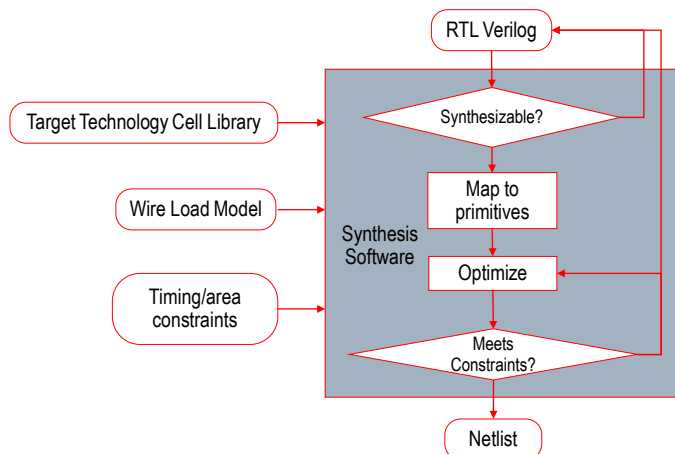 RTL Verilog
Target Technology Cell Library
Synthesizable?
Map to
primitives
Wire Load Model
Synthesis
Software
Optimize
Timing/area
constraints
Meets
Constraints?
Netlist